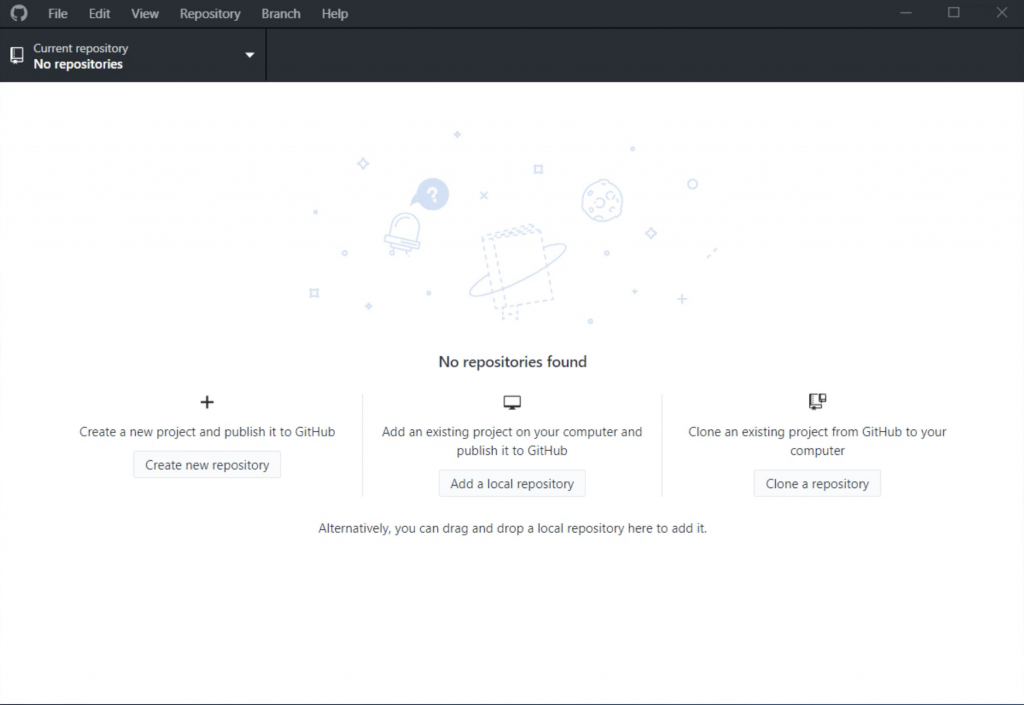 File Edit View Repository Branch Help
Current repository
No repositories
?
No repositories found
Create a new project and publish it to GitHub
Create new repository
Add an existing project on your computer and
publish it to GitHub
Add a local repository
Clone an existing project from GitHub to your
computer
Clone a repository
Alternatively, you can drag and drop a local repository here to add it.